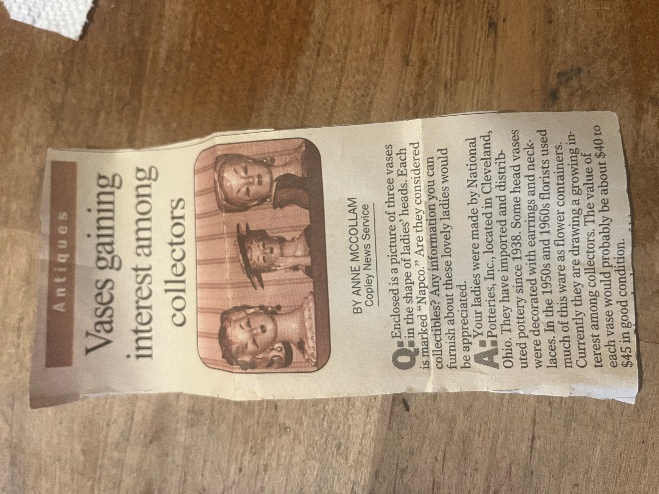 Antiques
Vases gaining
interest among
collectors
BY ANNE MCCOLLAM
Copley News Service
Q: Enclosed is a picture of three vases
in the shape of ladies' heads. Each
is marked "Napco." Are they considered
collectibles? Any information you can
furnish about these lovely ladies would
be appreciated.
A: Your ladies were made by National
Potteries, Inc., located in Cleveland,
Ohio. They have imported and distrib-
uted pottery since 1938. Some head vases
were decorated with earrings and neck-
laces. In the 1950s and 1960s florists used
much of this ware as flower containers.
Currently they are drawing a growing in-
terest among collectors. The value of
each vase would probably be about $40 to
$45 in good condition.